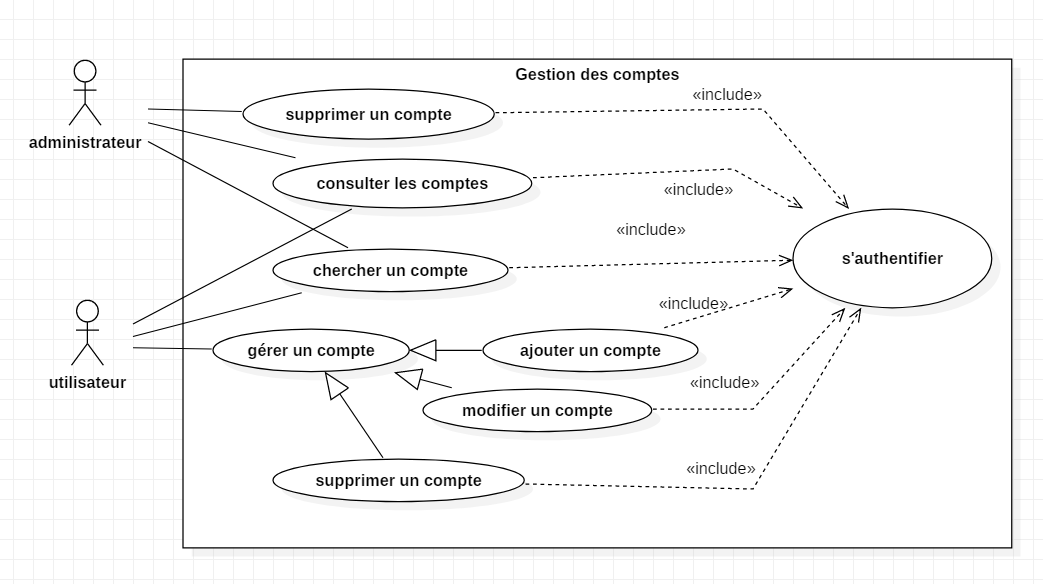 Gestion des comptes
«include»
supprimer un compte
administrateur
consulter les comptes
«include»
«include»
s'authentifier
chercher un compte
«include»
gérer un compte
ajouter un compte
utilisateur
«include»
modifier un compte
«include»
supprimer un compte